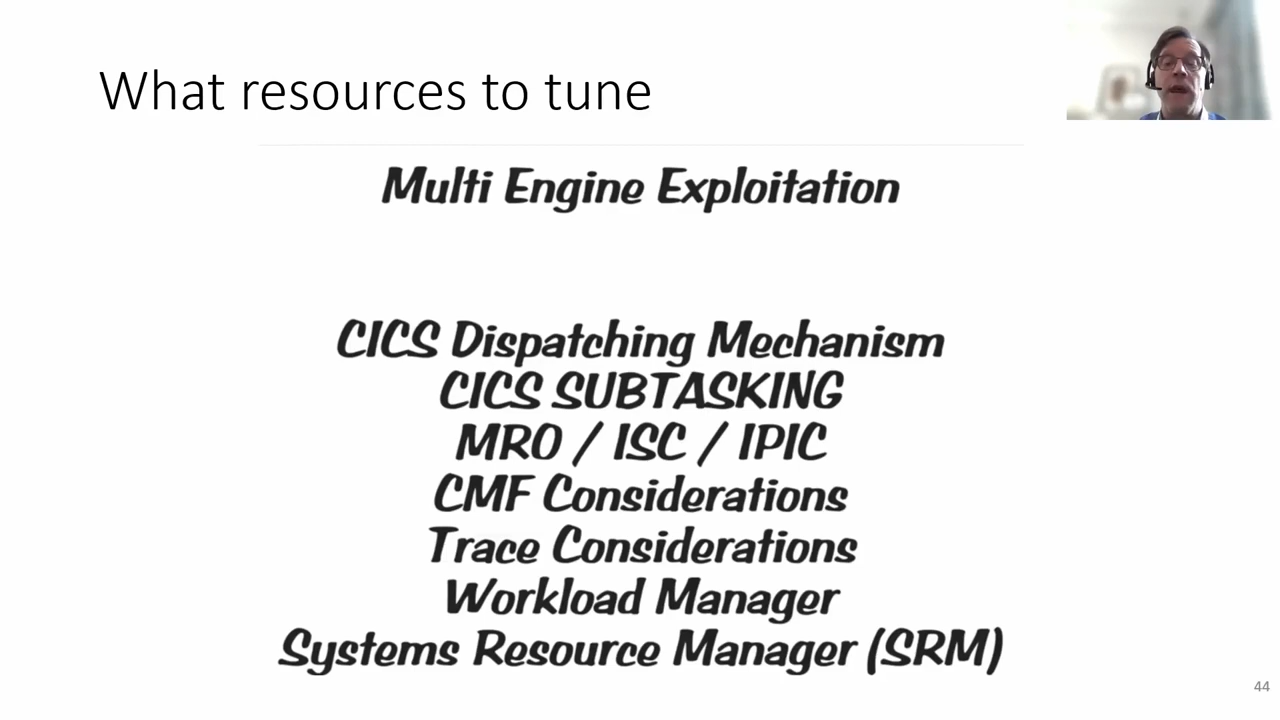 What resources to tune
Multi Engine Exploitation
CICS Dispatching Mechanism
CICS SUBTASKING
MRO / ISC / IPIC
CMF Considerations
Trace Considerations
Workload Manager
Systems Resource Manager (SRM)
44